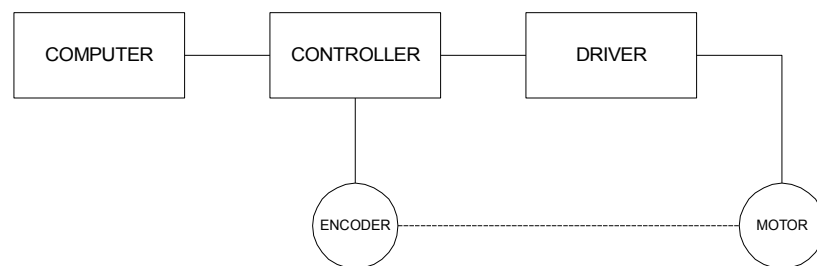 COMPUTER
CONTROLLER
DRIVER
ENCODER
MOTOR